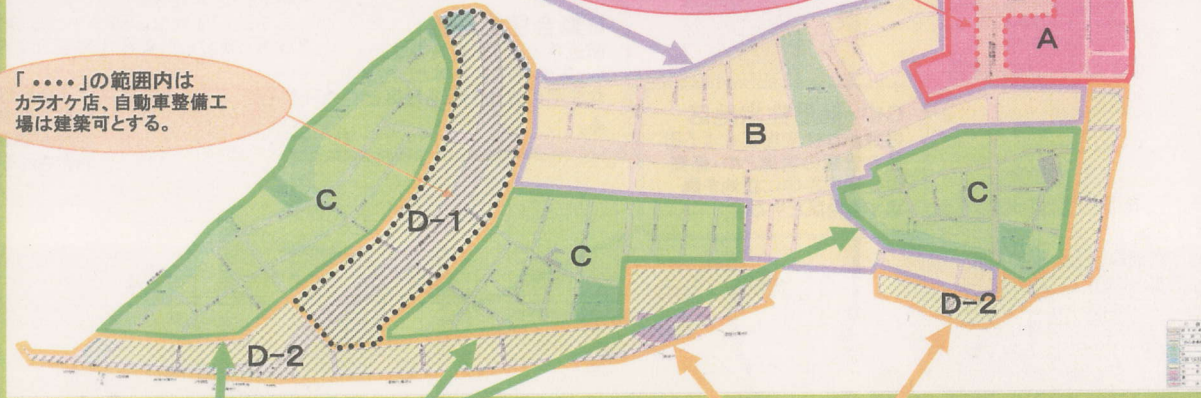 「 •••• 」の範囲内は
カラオケ店、自動車整備工
場は建築可とする。
A
B
C
D-1
C
C
D-2
D-2